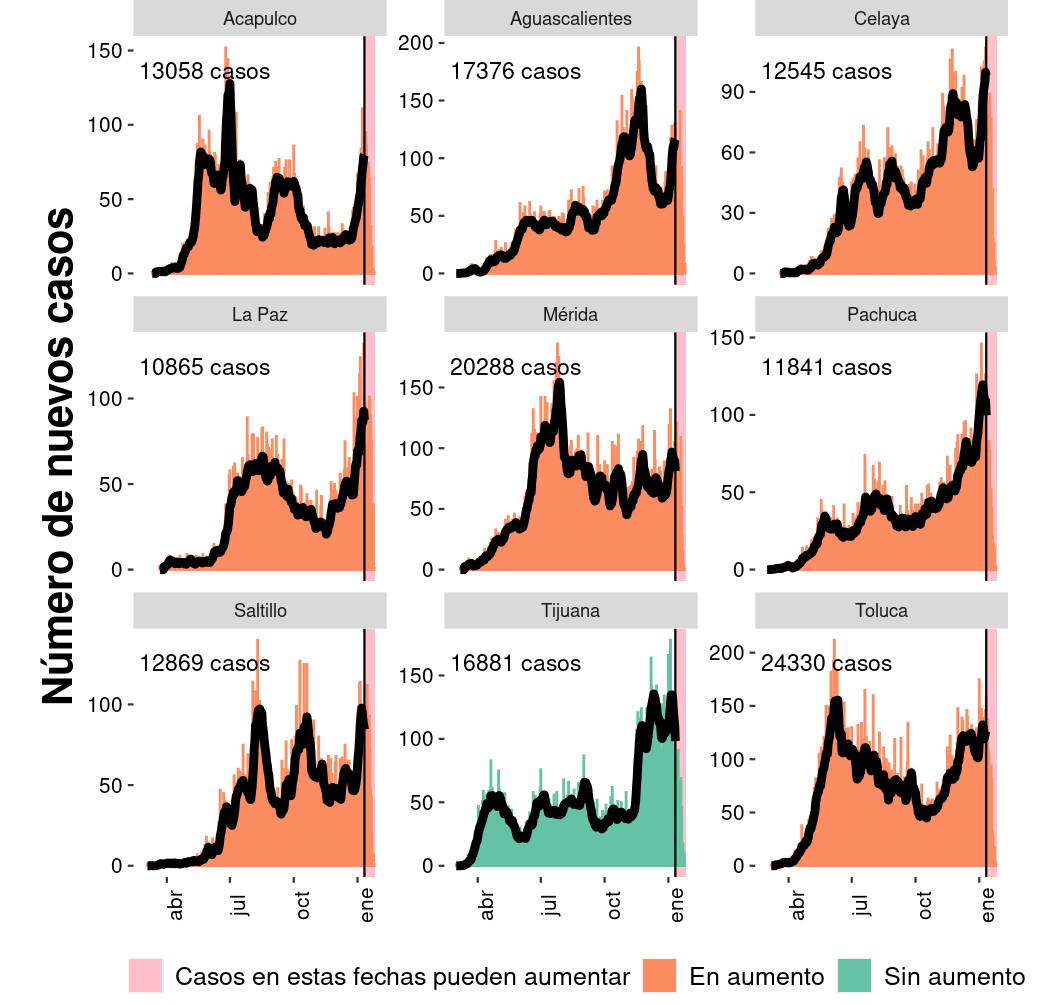 Número de nuevos casos
Acapulco
Aguascalientes
Celaya
13058 casos
17376 casos
12545 casos
150
100
50
0
200
150
100
50
0
90
60
30
0
La Paz
Mérida
Pachuca
10865 casos
20288 casos
11841 casos
100
50
0
150
100
50
0
150
100
50
0
Saltillo
Tijuana
Toluca
12869 casos
16881 casos
24330 casos
100
50
0
150
100
50
0
200
150
100
50
0
abr jul oct ene
abr jul oct ene
abr jul oct ene
Casos en estas fechas pueden aumentar En aumento Sin aumento